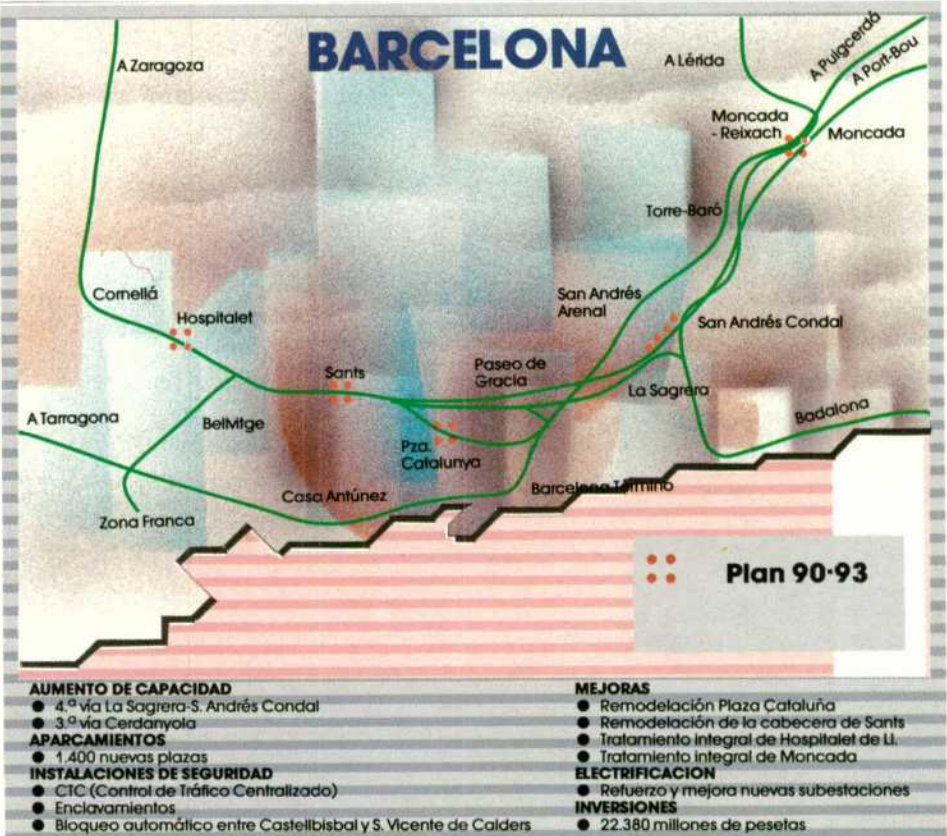 BARCELONA
A Zaragoza
A Lérida
A Puigcerdá
A Port-Bou
Moncada
- Reixach
Moncada
Torre-Baró
Cornellá
Hospitalet
San Andrés
Arenal
San Andrés Condal
Sants
Paseo de
Gracia
La Sagrera
A Tarragona
Bellvitge
Badalona
Pza.
Catalunya
Casa Antúnez
Barcelona Término
Zona Franca
Plan 90·93
AUMENTO DE CAPACIDAD
● 4.ª vía La Sagrera-S. Andrés Condal
● 3.ª vía Cerdanyola
APARCAMIENTOS
● 1.400 nuevas plazas
INSTALACIONES DE SEGURIDAD
● CTC (Control de Tráfico Centralizado)
● Enclavamientos
● Bloqueo automático entre Castellbisbal y S. Vicente de Calders
MEJORAS
● Remodelación Plaza Cataluña
● Remodelación de la cabecera de Sants
● Tratamiento integral de Hospitalet de Ll.
● Tratamiento integral de Moncada
ELECTRIFICACION
● Refuerzo y mejora nuevas subestaciones
INVERSIONES
● 22.380 millones de pesetas